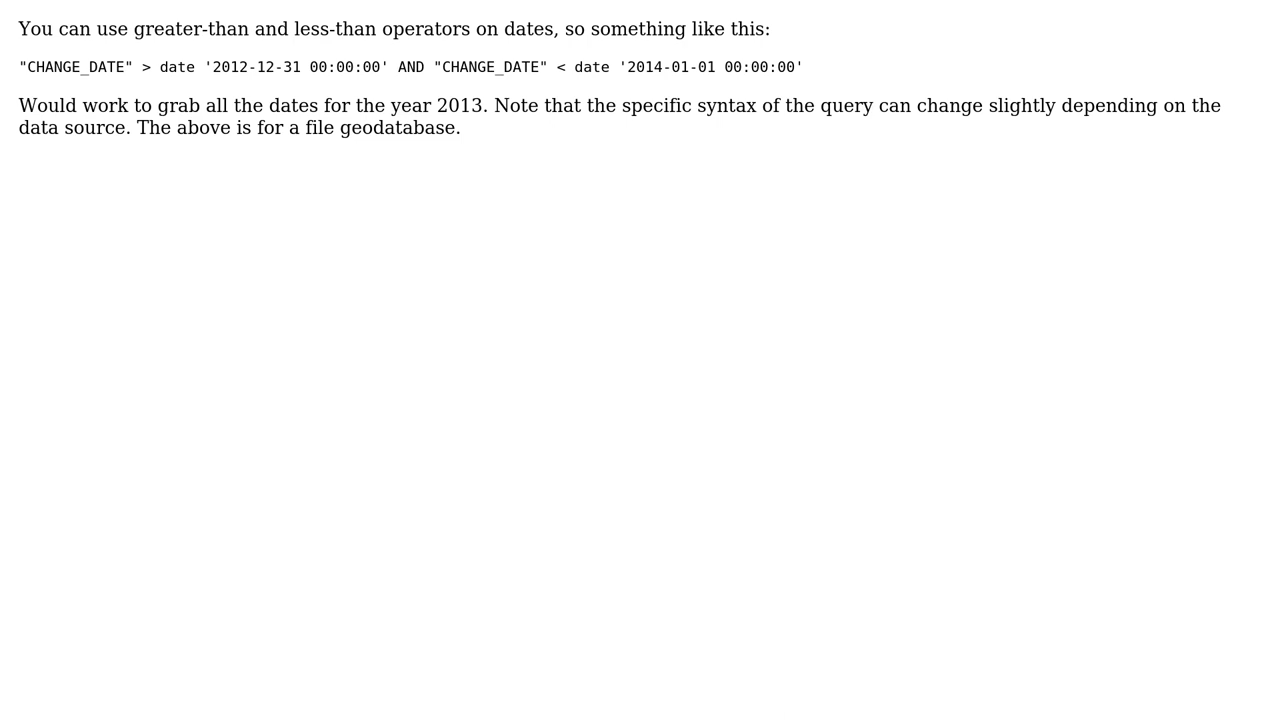 You can use greater-than and less-than operators on dates, so something like this:
"CHANGE_DATE" > date '2012-12-31 00:00:00' AND "CHANGE_DATE" < date '2014-01-01 00:00:00'
Would work to grab all the dates for the year 2013. Note that the specific syntax of the query can change slightly depending on the
data source. The above is for a file geodatabase.